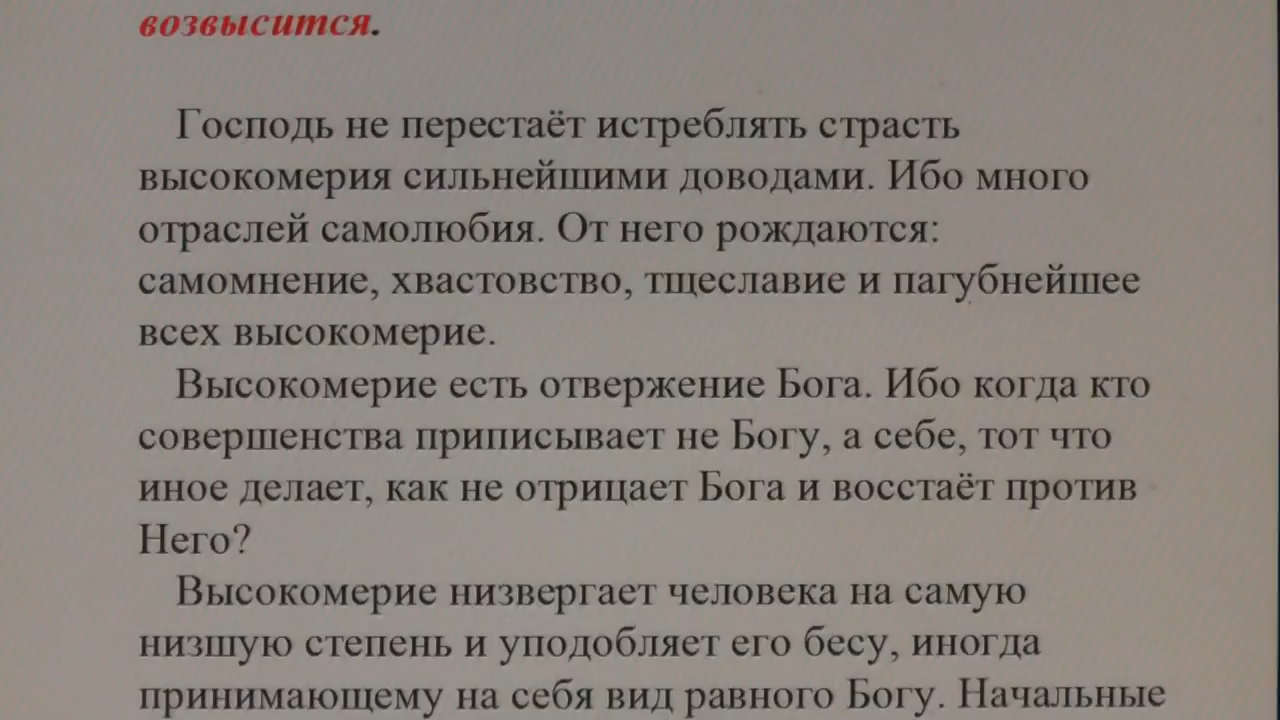 возвысится.
Господь не перестаёт истреблять страсть
высокомерия сильнейшими доводами. Ибо много
отраслей самолюбия. От него рождаются:
самомнение, хвастовство, тщеславие и пагубнейшее
всех высокомерие.
Высокомерие есть отвержение Бога. Ибо когда кто
совершенства приписывает не Богу, а себе, тот что
иное делает, как не отрицает Бога и восстаёт против
Него?
Высокомерие низвергает человека на самую
низшую степень и уподобляет его бесу, иногда
принимающему на себя вид равного Богу. Начальные